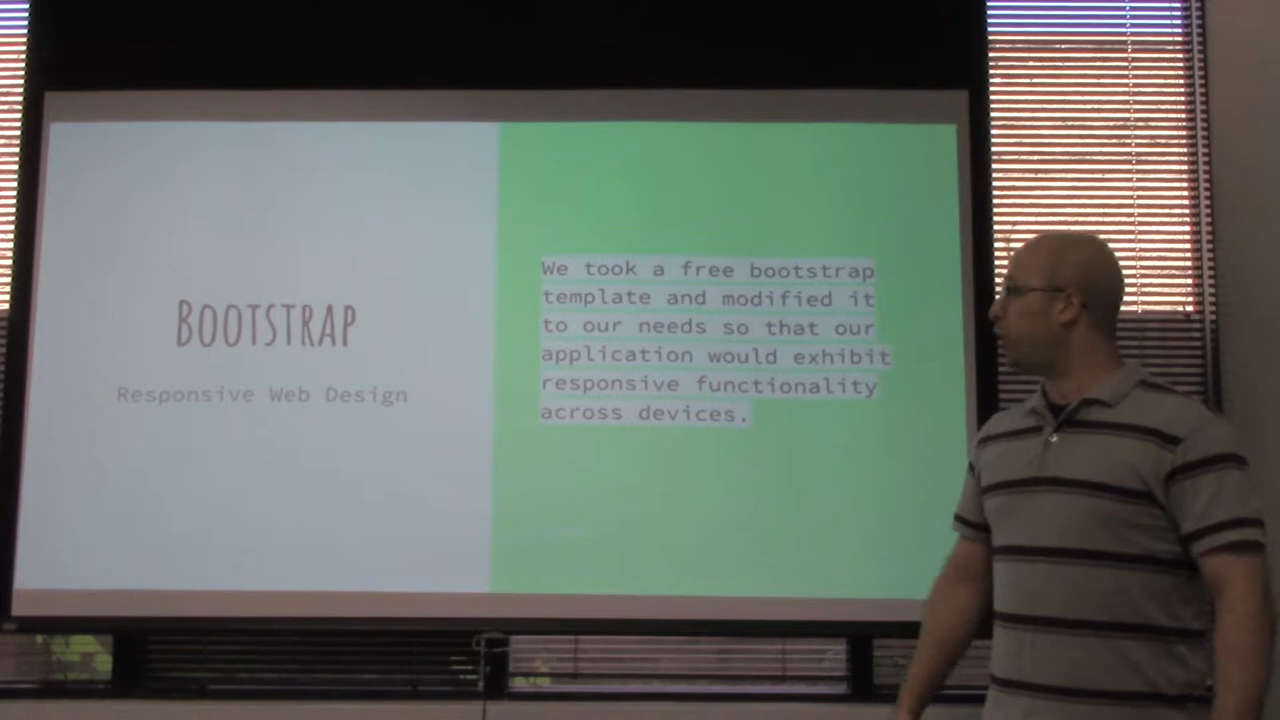 Bootstrap
Responsive Web Design
We took a free bootstrap
template and modified it
to our needs so that our
application would exhibit
responsive functionality
across devices.